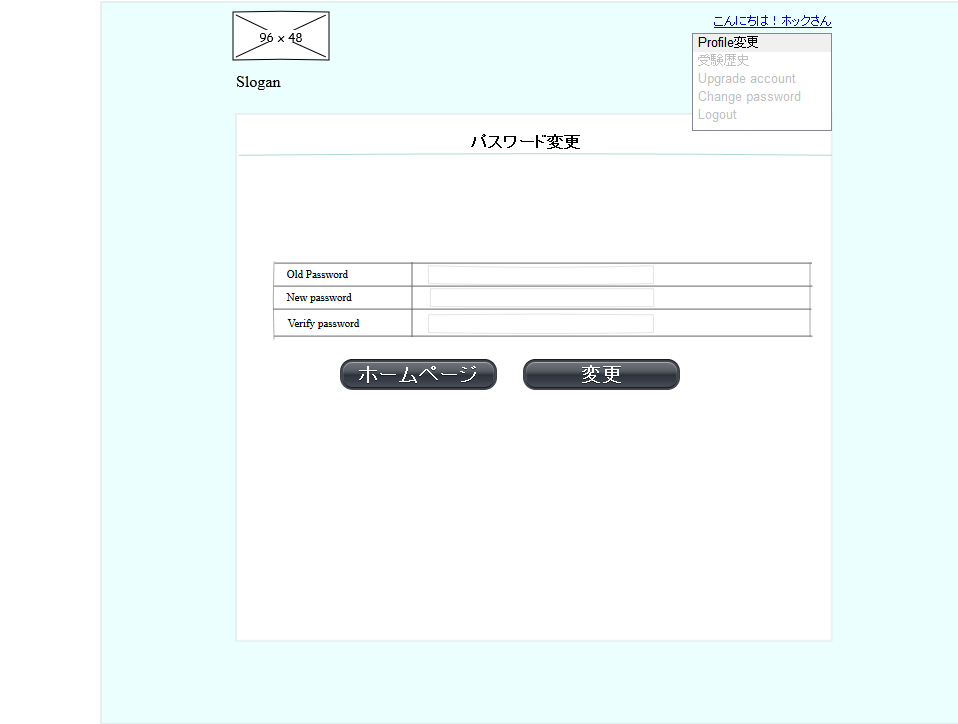 96 × 48
こんにちは！ホックさん
Profile変更
受験歴史
Upgrade account
Change password
Logout
Slogan
パスワード変更
Old Password
New password
Verify password
ホームページ
変更